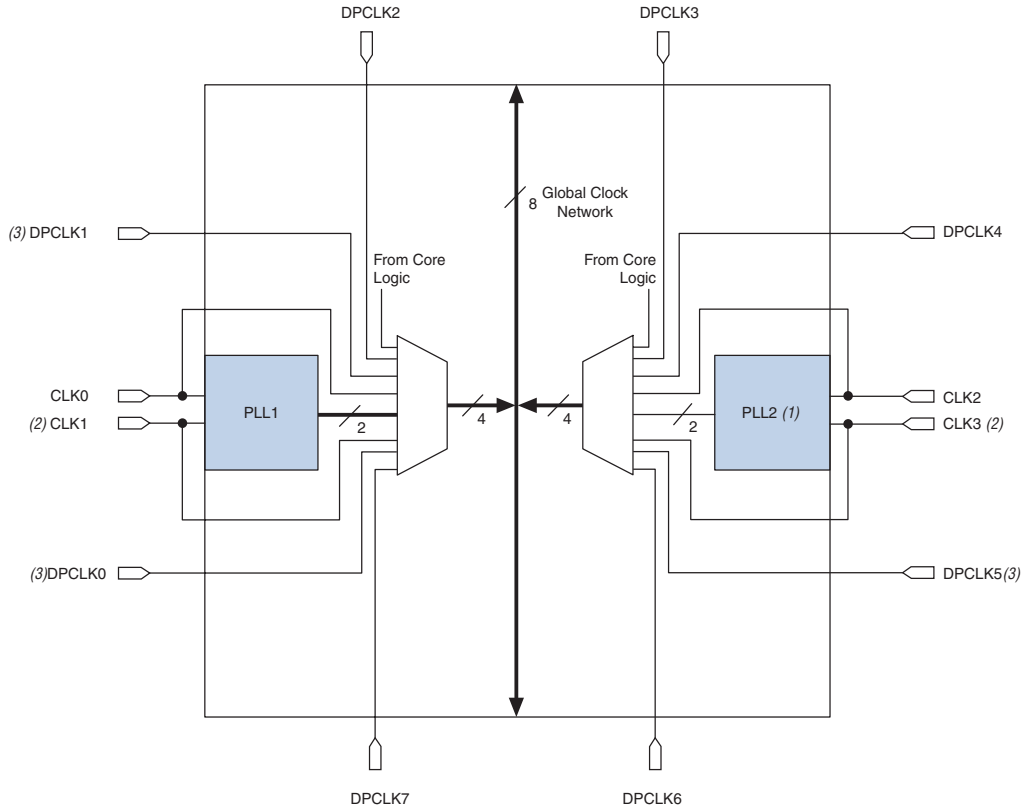 DPCLK2
DPCLK3
8
Global Clock
Network
(3) DPCLK1
DPCLK4
From Core
Logic
From Core
Logic
CLK0
(2) CLK1
PLL1
2
4
4
2
PLL2 (1)
CLK2
CLK3 (2)
(3)DPCLK0
DPCLK5(3)
DPCLK7
DPCLK6